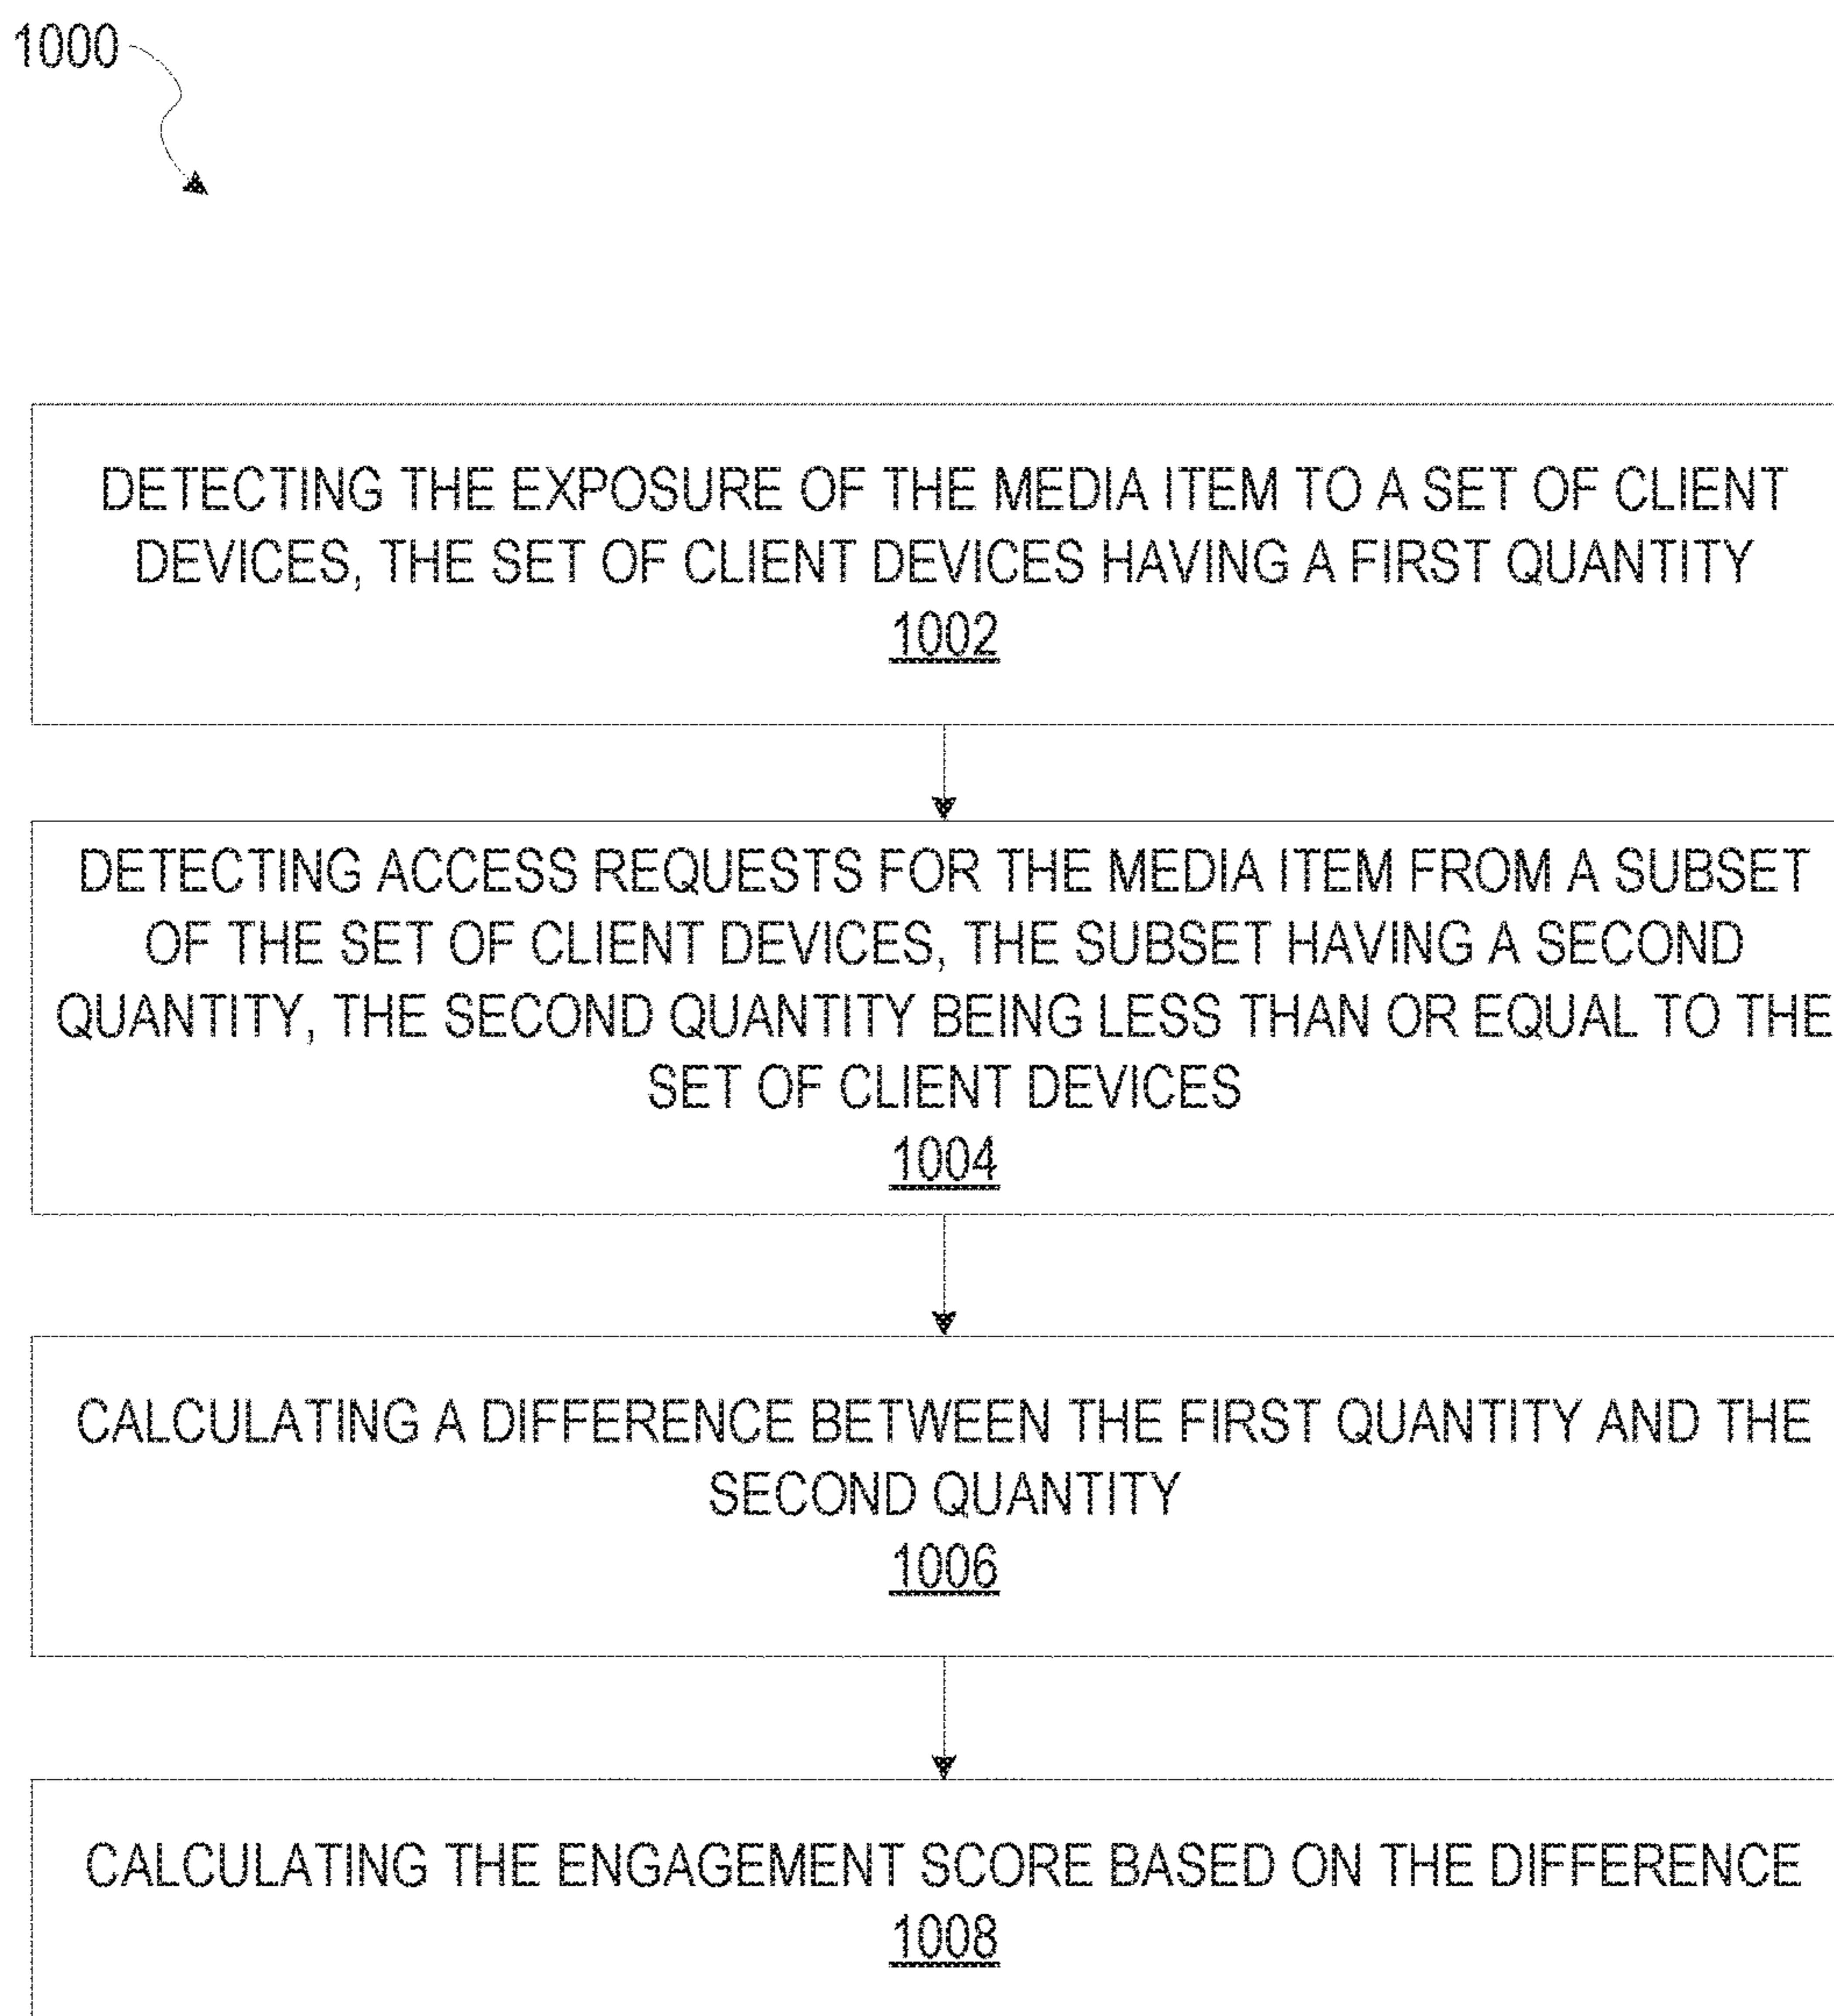 1000
DETECTING THE EXPOSURE OF THE MEDIA ITEM TO A SET OF CLIENT
DEVICES, THE SET OF CLIENT DEVICES HAVING A FIRST QUANTITY
1002
DETECTING ACCESS REQUESTS FOR THE MEDIA ITEM FROM A SUBSET
OF THE SET OF CLIENT DEVICES, THE SUBSET HAVING A SECOND
QUANTITY, THE SECOND QUANTITY BEING LESS THAN OR EQUAL TO THE
SET OF CLIENT DEVICES
1004
CALCULATING A DIFFERENCE BETWEEN THE FIRST QUANTITY AND THE
SECOND QUANTITY
1006
CALCULATING THE ENGAGEMENT SCORE BASED ON THE DIFFERENCE
1008